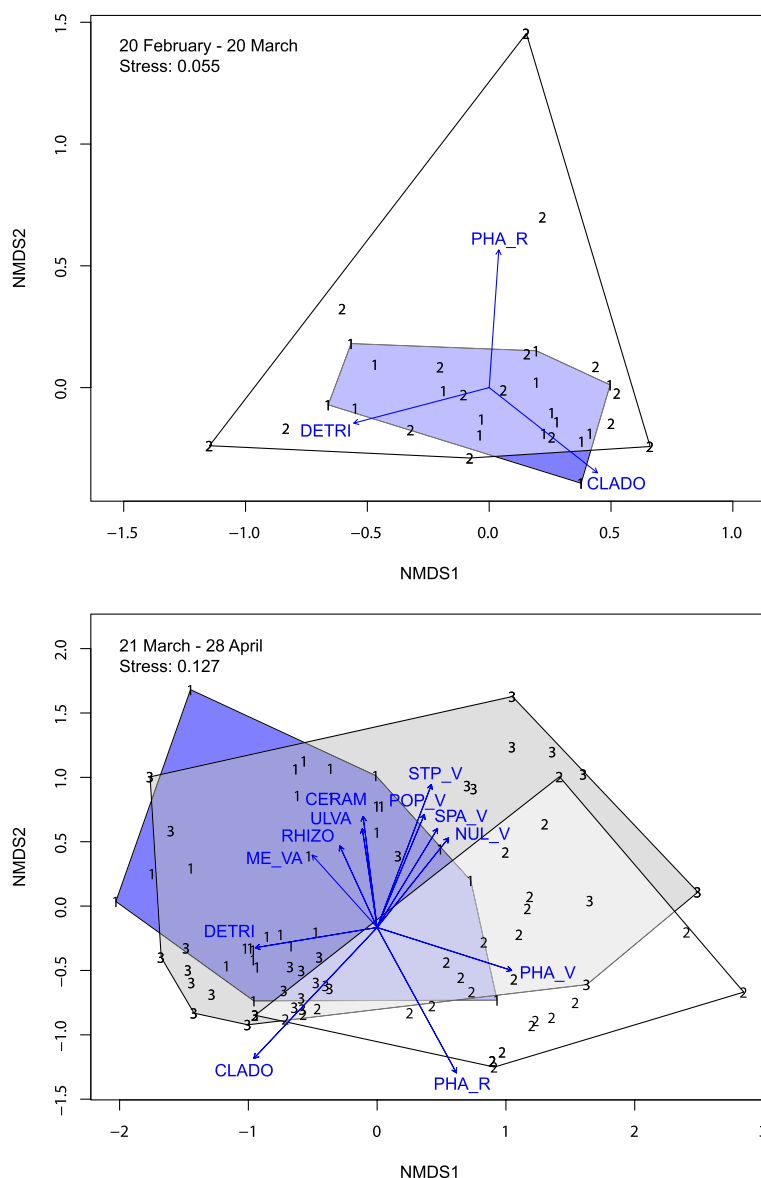 20 February - 20 March
Stress: 0.055
1.5
1.0
0.5
0.0
NMDS2
PHA_R
DETRI
CLADO
−1.5
−1.0
−0.5
0.0
0.5
1.0
NMDS1
21 March - 28 April
Stress: 0.127
2.0
1.5
1.0
0.5
0.0
−0.5
−1.0
−1.5
NMDS2
STP_V
CERAM
POP_V
ULVA
SPA_V
RHIZO
NUL_V
ME_VA
DETRI
PHA_V
CLADO
PHA_R
−2
−1
0
1
2
3
NMDS1